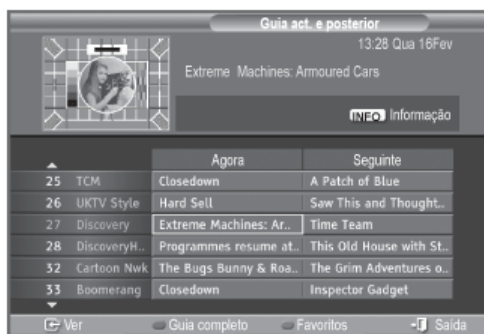 Guia act. e posterior
13:28 Qua 16Fev
Extreme Machines: Armoured Cars
INFO Informação
Agora Seguinte
25 TCM Closedown A Patch of Blue
26 UKTV Style Hard Sell Saw This and Thought..
27 Discovery Extreme Machines: Ar.. Time Team
28 DiscoveryH.. Programmes resume at.. This Old House with St..
32 Cartoon Nwk The Bugs Bunny & Roa.. The Grim Adventures o..
33 Boomerang Closedown Inspector Gadget
Ver Guia completo Favoritos Saída